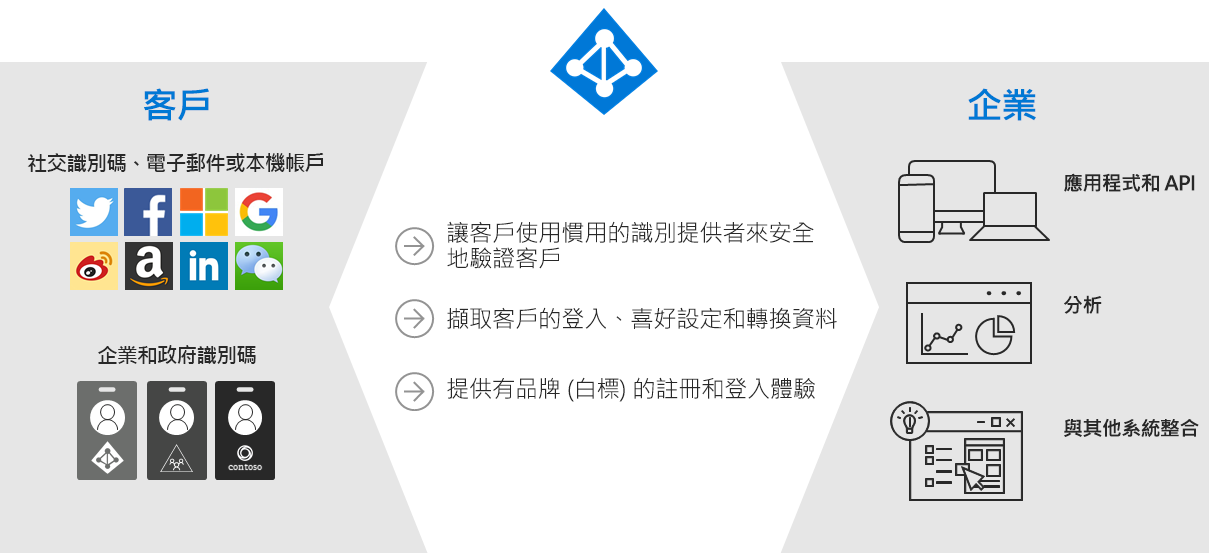 客戶
社交識別碼、電子郵件或本機帳戶
f
G
a
in
企業和政府識別碼
contoso
讓客戶使用慣用的識別提供者來安全
地驗證客戶
擷取客戶的登入、喜好設定和轉換資料
提供有品牌 (白標) 的註冊和登入體驗
企業
應用程式和 API
分析
與其他系統整合